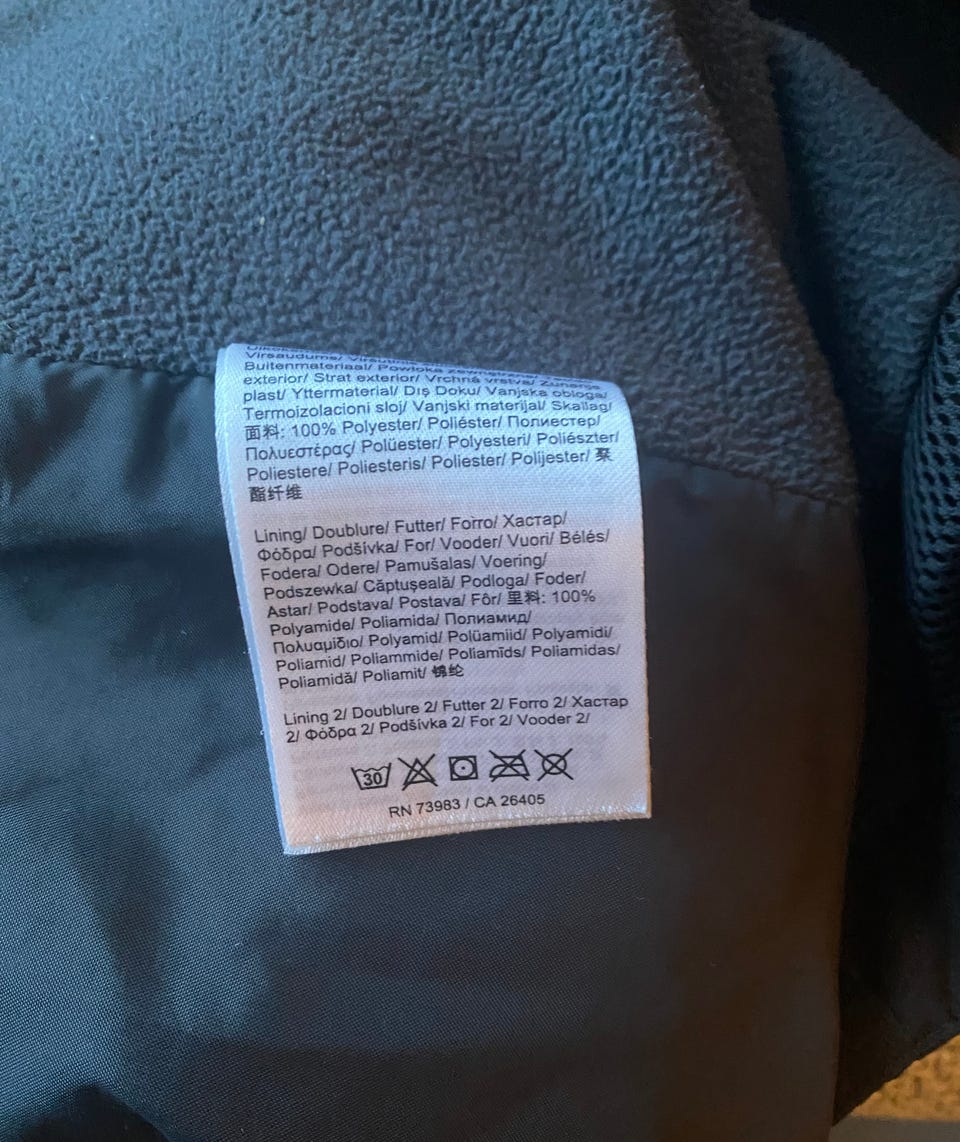 Virsaudums/
Buitenmateriaal/ Powłoka
exterior/ Strat exterior/ Vrchná vrstva/ Zunanja
plast/ Yttermaterial/ Dış Doku/ Vanjska obloga/
Termoizolacioni sloj/ Vanjski materijal/ Skallag/
面料: 100% Polyester/ Poliéster/ Полиестер/
Πολυεστέρας/ Polüester/ Polyesteri/ Poliészter/
Poliestere/ Poliesteris/ Poliester/ Polijester/ 聚
酯纤维
Lining/ Doublure/ Futter/ Forro/ Хастар/
Φόδρα/ Podšívka/ For/ Vooder/ Vuori/ Bélés/
Fodera/ Odere/ Pamušalas/ Voering/
Podszewka/ Căptuşeală/ Podloga/ Foder/
Astar/ Podstava/ Postava/ Fôr/ 里料: 100%
Polyamide/ Poliamida/ Полиамид/
Πολυαμίδιο/ Polyamid/ Polüamiid/ Polyamidi/
Poliamid/ Poliammide/ Poliamīds/ Poliamidas/
Poliamidă/ Poliamit/ 锦纶
Lining 2/ Doublure 2/ Futter 2/ Forro 2/ Хастар
2/ Φόδρα 2/ Podšívka 2/ For 2/ Vooder 2/
30
RN 73983 / CA 26405